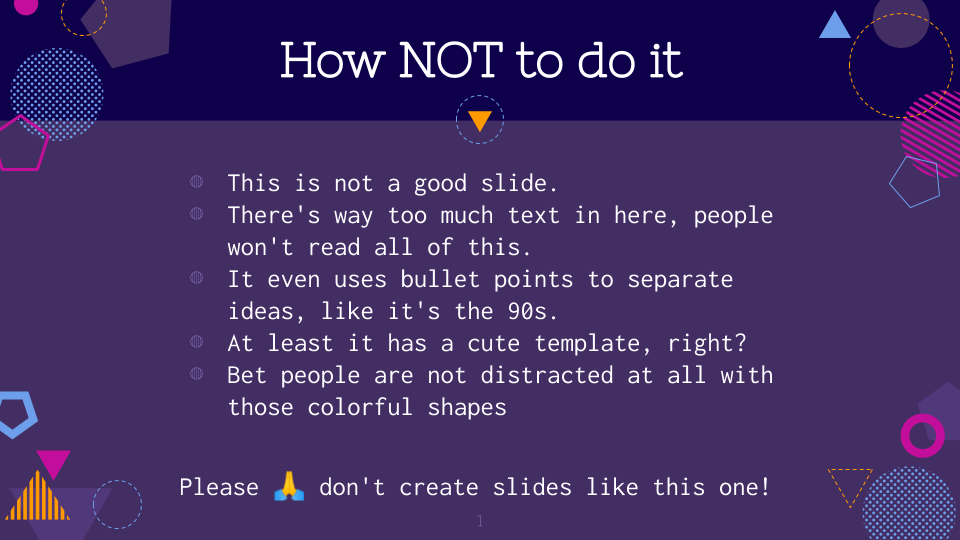 How NOT to do it
This is not a good slide.
There's way too much text in here, people
won't read all of this.
It even uses bullet points to separate
ideas, like it's the 90s.
At least it has a cute template, right?
Bet people are not distracted at all with
those colorful shapes
Please 🙏 don't create slides like this one!
1